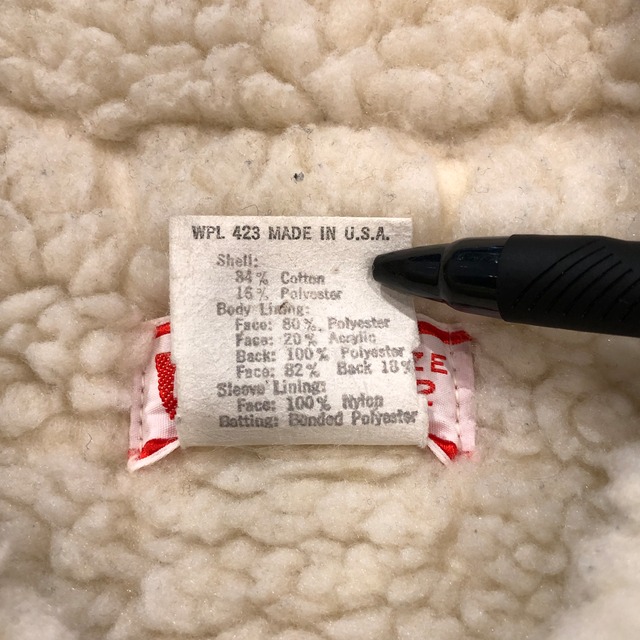 WPL 423 MADE IN U.S.A.
Shell:
84% Cotton
16% Polyester
Body Lining:
Face: 80% Polyester
Face: 20% Acrylic
Back: 100% Polyester
Face: 82% Back 18%
Sleeve Lining:
Face: 100% Nylon
Batting: Bonded Polyester